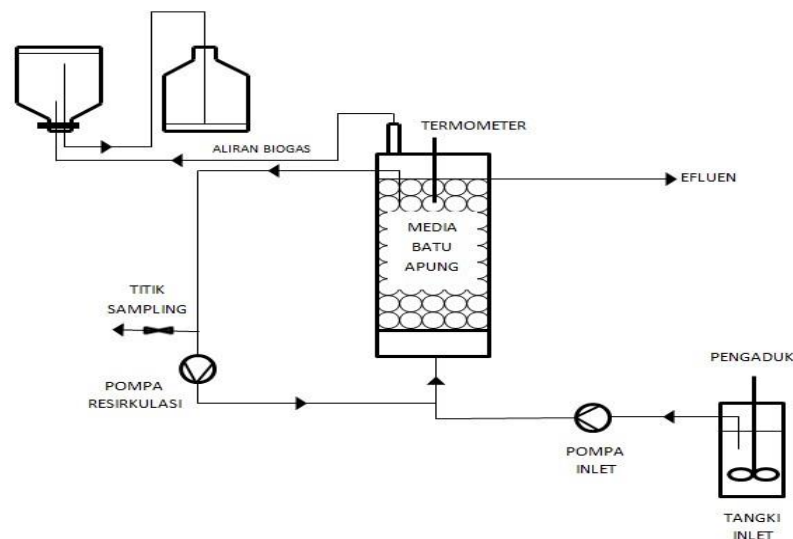 TERMOMETER
ALIRAN BIOGAS
EFLUEN
MEDIA
BATU
APUNG
TITIK
SAMPLING
POMPA
RESIRKULASI
PENGADUK
POMPA
INLET
TANGKI
INLET